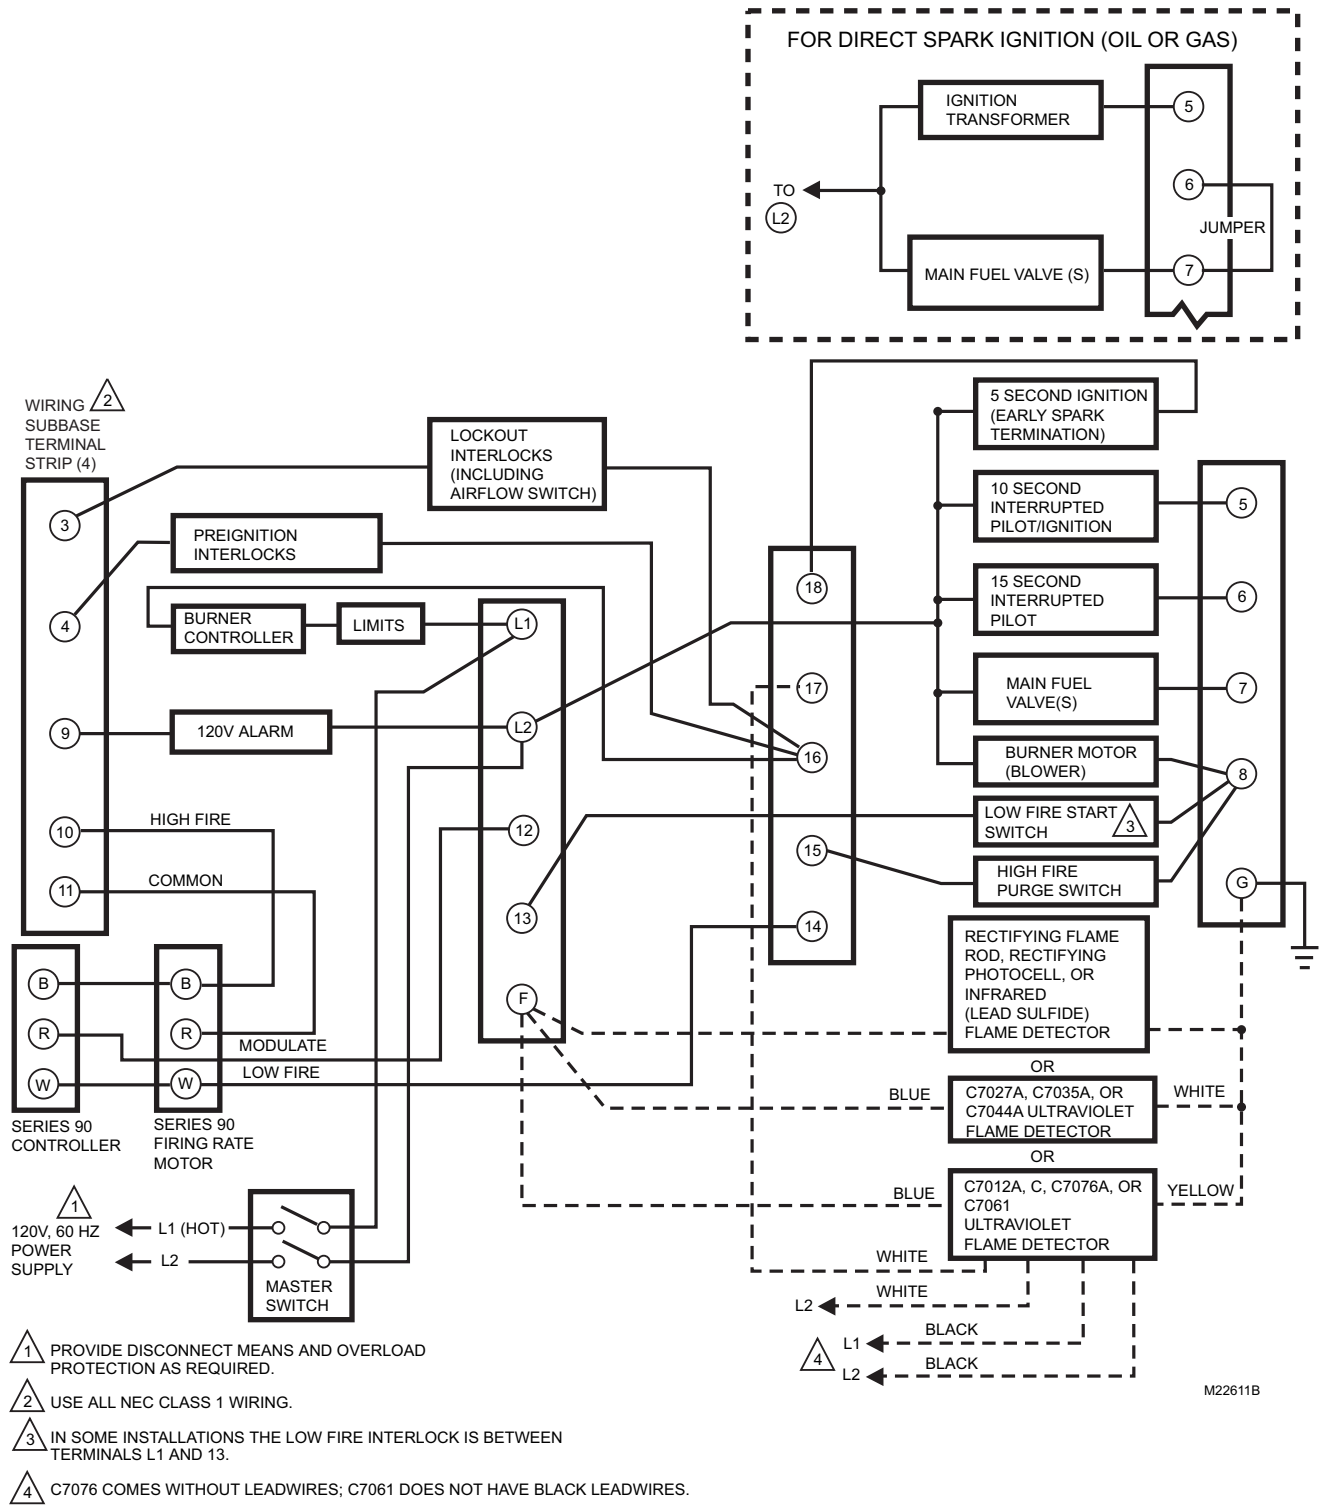 FOR DIRECT SPARK IGNITION (OIL OR GAS)
IGNITION
TRANSFORMER
5
6
TO
L2
JUMPER
MAIN FUEL VALVE (S)
7
2
WIRING
SUBBASE
TERMINAL
STRIP (4)
3
4
9
10
11
LOCKOUT
INTERLOCKS
(INCLUDING
AIRFLOW SWITCH)
PREIGNITION
INTERLOCKS
BURNER
CONTROLLER
LIMITS
120V ALARM
HIGH FIRE
COMMON
L1
L2
12
13
F
18
17
16
15
14
5 SECOND IGNITION
(EARLY SPARK
TERMINATION)
10 SECOND
INTERRUPTED
PILOT/IGNITION
15 SECOND
INTERRUPTED
PILOT
MAIN FUEL
VALVE(S)
BURNER MOTOR
(BLOWER)
LOW FIRE START
SWITCH
3
HIGH FIRE
PURGE SWITCH
5
6
7
8
G
B
R
W
B
R
W
MODULATE
LOW FIRE
SERIES 90
CONTROLLER
SERIES 90
FIRING RATE
MOTOR
RECTIFYING FLAME
ROD, RECTIFYING
PHOTOCELL, OR
INFRARED
(LEAD SULFIDE)
FLAME DETECTOR
OR
BLUE
C7027A, C7035A, OR
C7044A ULTRAVIOLET
FLAME DETECTOR
WHITE
OR
BLUE
C7012A, C, C7076A, OR
C7061
ULTRAVIOLET
FLAME DETECTOR
YELLOW
WHITE
WHITE
L2
BLACK
L1
4
BLACK
L2
1
120V, 60 HZ
POWER
SUPPLY
L1 (HOT)
L2
MASTER
SWITCH
M22611B
1 PROVIDE DISCONNECT MEANS AND OVERLOAD
PROTECTION AS REQUIRED.
2 USE ALL NEC CLASS 1 WIRING.
3 IN SOME INSTALLATIONS THE LOW FIRE INTERLOCK IS BETWEEN
TERMINALS L1 AND 13.
4 C7076 COMES WITHOUT LEADWIRES; C7061 DOES NOT HAVE BLACK LEADWIRES.